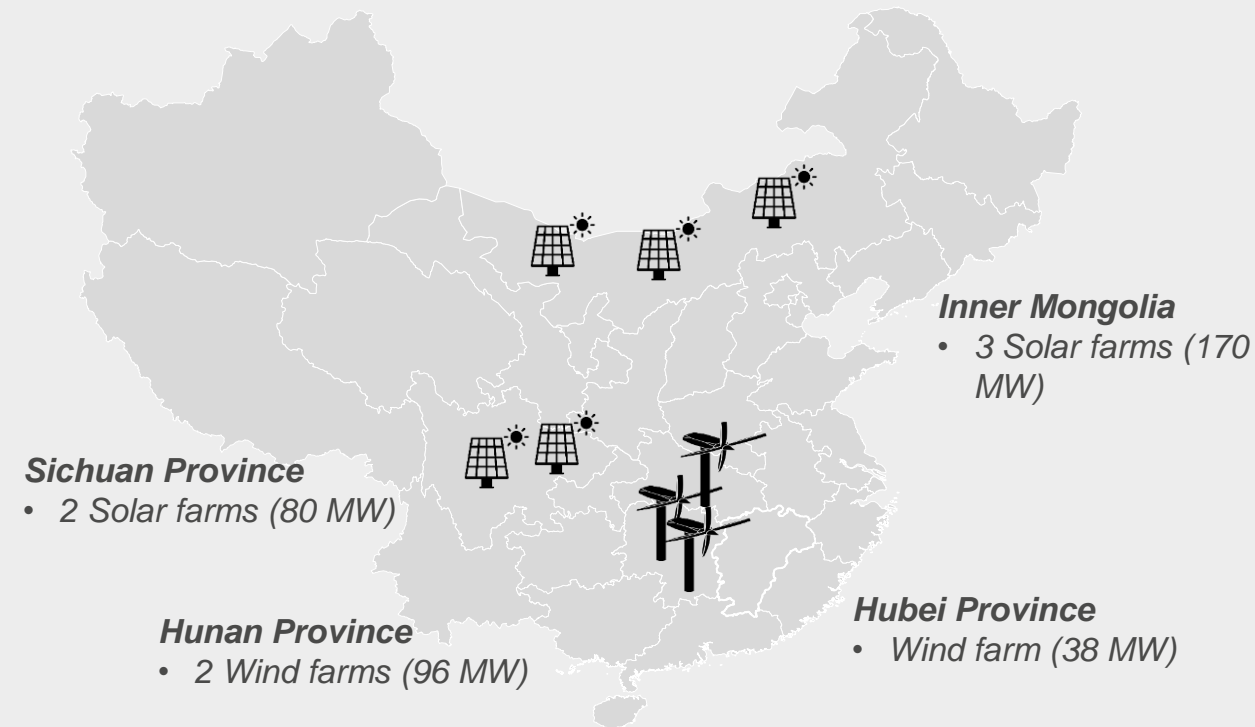 Inner Mongolia
• 3 Solar farms (170
MW)
Sichuan Province
• 2 Solar farms (80 MW)
Hunan Province
• 2 Wind farms (96 MW)
Hubei Province
• Wind farm (38 MW)